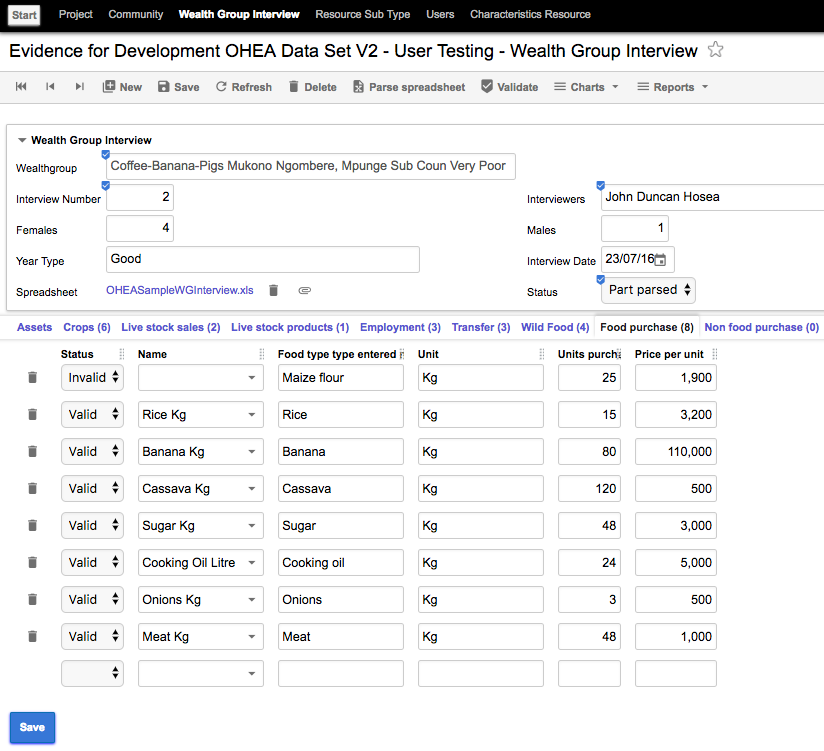 Start Project Community Wealth Group Interview Resource Sub Type Users Characteristics Resource
Evidence for Development OHEA Data Set V2 - User Testing - Wealth Group Interview
New Save Refresh Delete Parse spreadsheet Validate Charts Reports
Wealth Group Interview
Wealthgroup Coffee-Banana-Pigs Mukono Ngombere, Mpunge Sub Coun Very Poor
Interview Number 2 Interviewers John Duncan Hosea
Females 4 Males 1
Year Type Good Interview Date 23/07/16
Spreadsheet OHEASampleWGInterview.xls Status Part parsed
Assets Crops (6) Live stock sales (2) Live stock products (1) Employment (3) Transfer (3) Wild Food (4) Food purchase (8) Non food purchase (0)
Status Name Food type type entered Unit Units Price per unit
Invalid Maize flour Kg 25 1,900
Valid Rice Kg Rice Kg 15 3,200
Valid Banana Kg Banana Kg 80 110,000
Valid Cassava Kg Cassava Kg 120 500
Valid Sugar Kg Sugar Kg 48 3,000
Valid Cooking Oil Litre Cooking oil Kg 24 5,000
Valid Onions Kg Onions Kg 3 500
Valid Meat Kg Meat Kg 48 1,000
Save